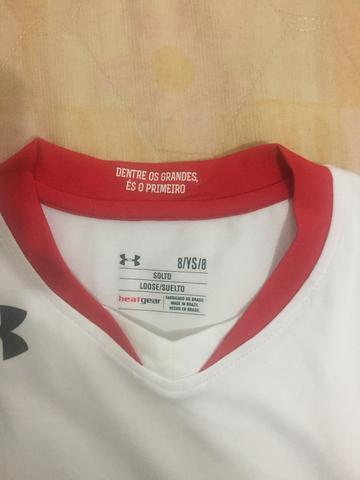 DENTRE OS GRANDES,
ÉS O PRIMEIRO
8/YS/8
SOLTO
LOOSE/SUELTO
heatgear
FABRICADO NO BRASIL
MADE IN BRAZIL
HECHO EN BRASIL